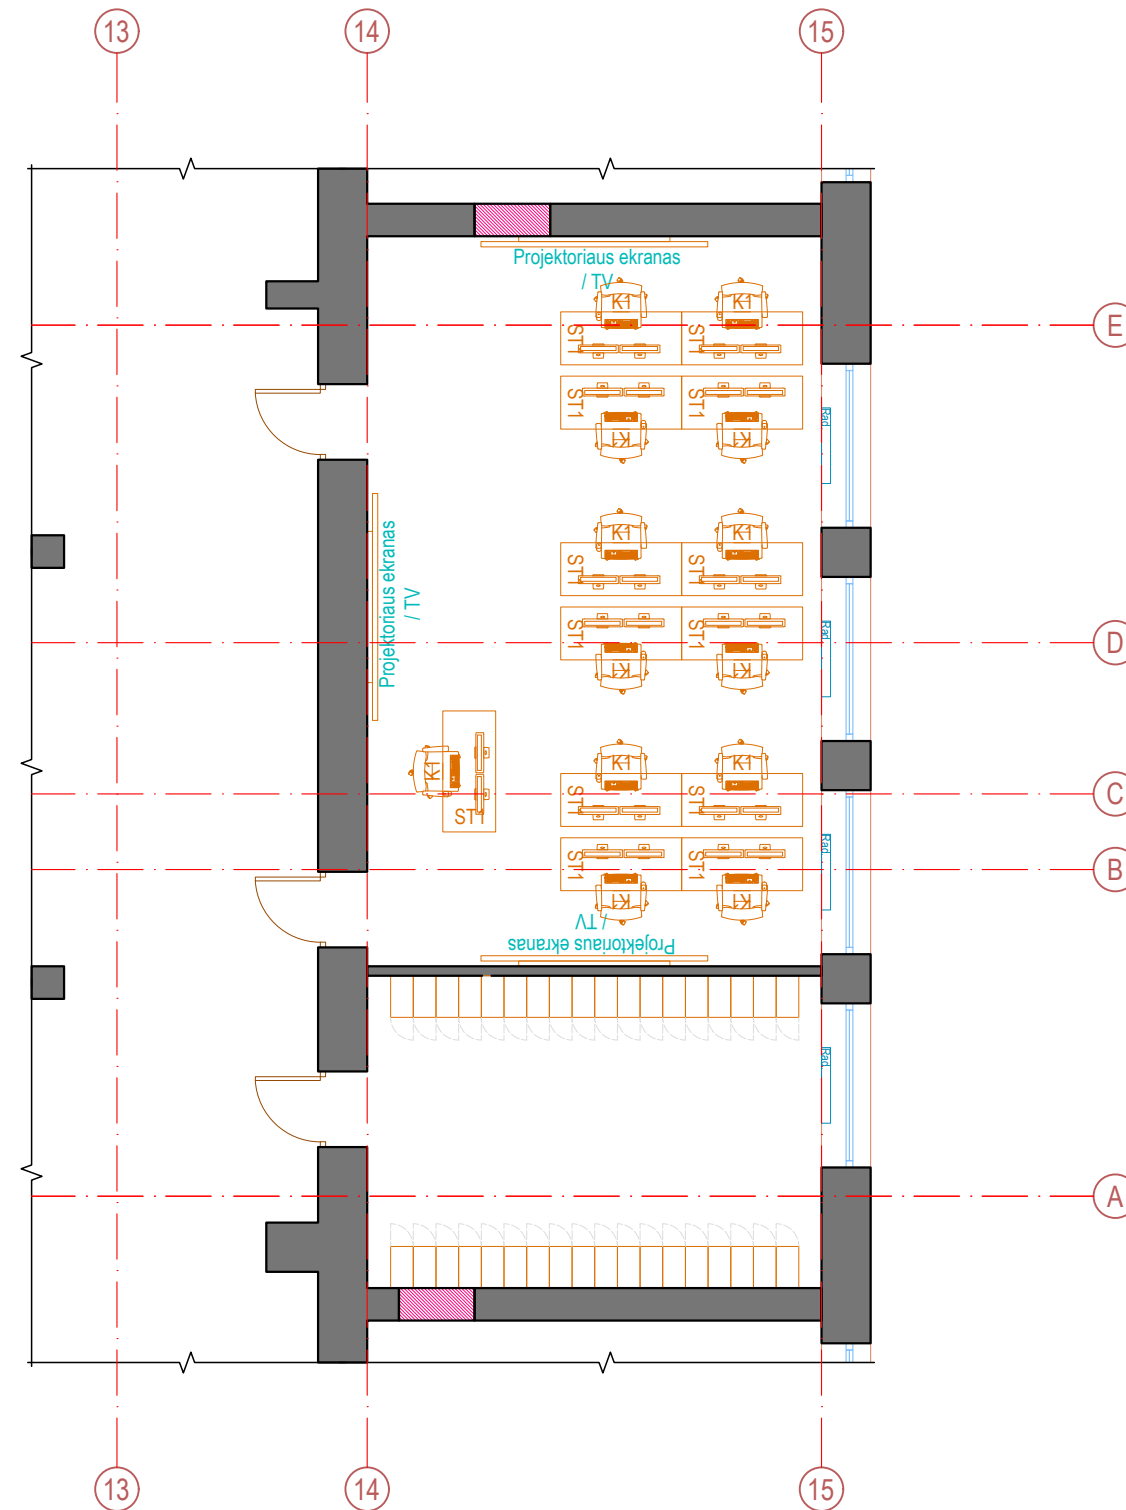 13
14
15
Projektoriaus ekranas
/ TV
K1
K1
E
ST1
ST1
ST1
ST1
Rad.
K1
K1
Projektoriaus ekranas
/ TV
K1
K1
ST1
ST1
ST1
ST1
Rad.
D
K1
K1
K1
K1
K1
ST1
ST1
ST1
C
Rad.
ST1
ST1
B
K1
K1
Projektoriaus ekranas
/ TV
Rad.
A
13
14
15